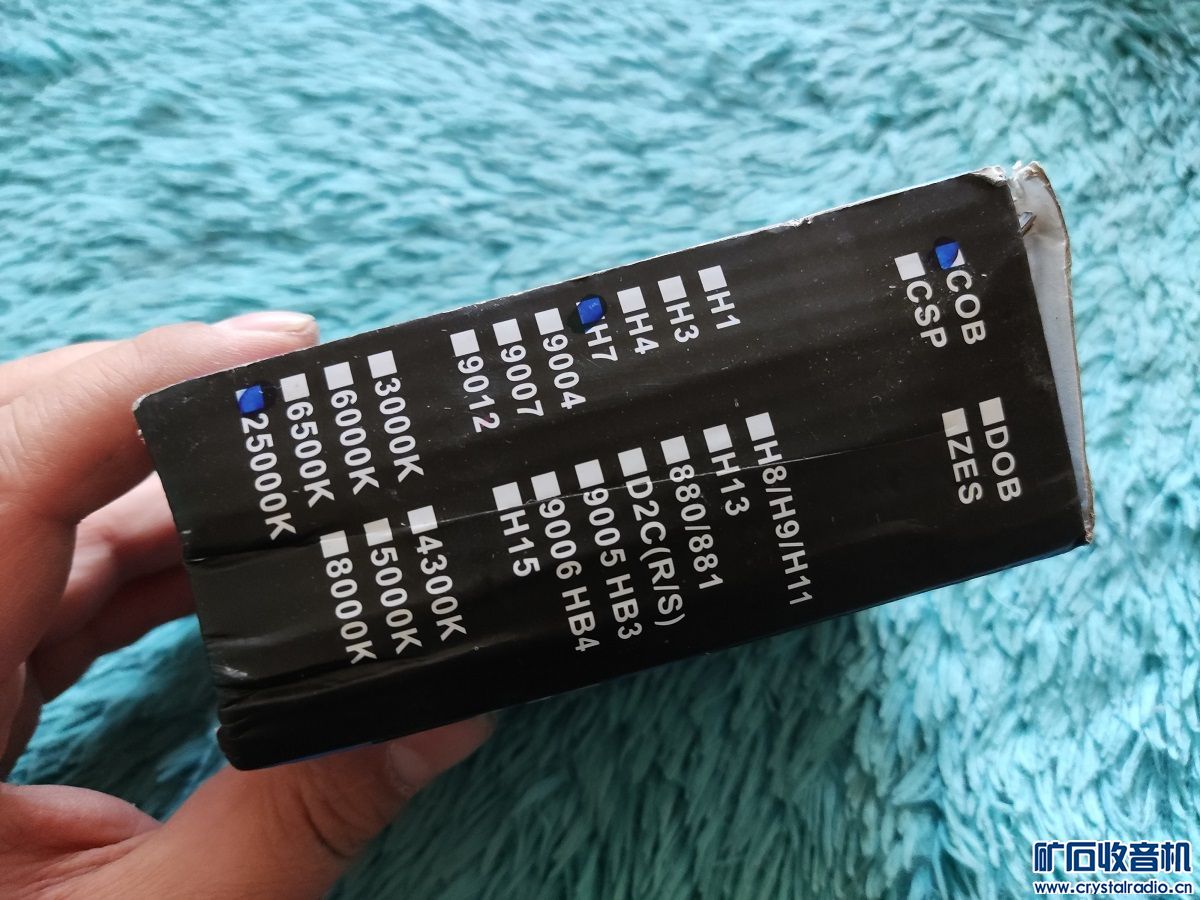 COB
DOB
CSP
ZES
H1
H8/H9/H11
H3
H13
H4
880/881
H7
D2C(R/S)
9004
9005 HB3
9007
9006 HB4
9012
H15
3000K
4300K
6000K
5000K
6500K
8000K
25000K
矿石收音机
www.crystalradio.cn